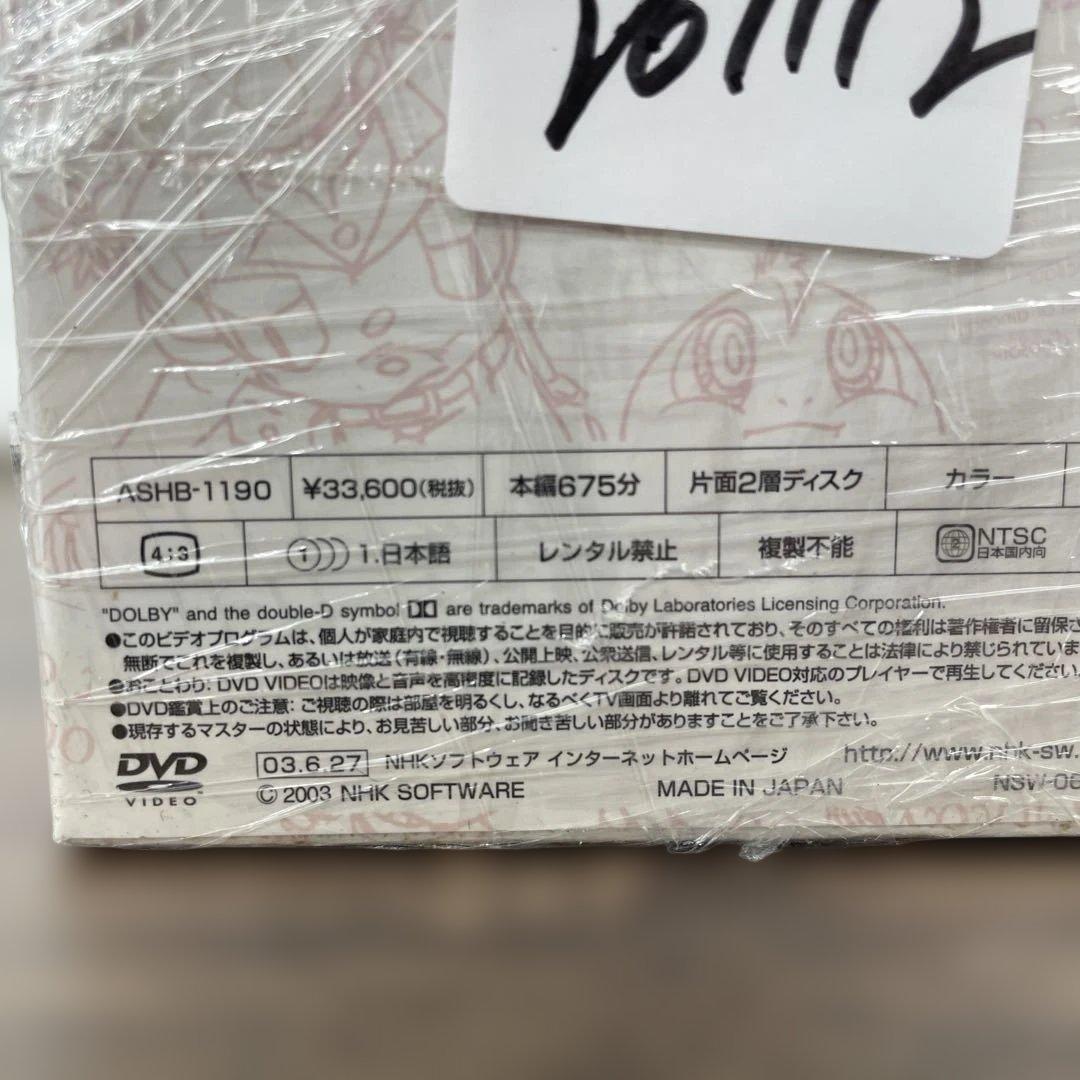 201112
ASHB-1190 ¥33,600(税抜) 本編675分 片面2層ディスク カラー
4:3 1 1.日本語 レンタル禁止 複製不能 2 NTSC 日本国内向
"DOLBY" and the double-D symbol are trademarks of Dolby Laboratories Licensing Corporation.
●このビデオプログラムは、個人が家庭内で視聴することを目的に販売が許諾されており、そのすべての権利は著作権者に留保さ
無断でこれを複製し、あるいは放送(有線・無線)、公開上映、公衆送信、レンタル等に使用することは法律により禁じられていま
●おことわり:DVD VIDEOは映像と音声を高密度に記録したディスクです。DVD VIDEO対応のプレイヤーで再生してください。
●DVD鑑賞上のご注意:ご視聴の際は部屋を明るくし、なるべくTV画面より離れてご覧ください。
●現存するマスターの状態により、お見苦しい部分、お聞き苦しい部分がありますことをご了承下さい。
DVD VIDEO 03.6.27 NHKソフトウェア インターネットホームページ http://www.nhk-sw.
© 2003 NHK SOFTWARE MADE IN JAPAN NSW-06